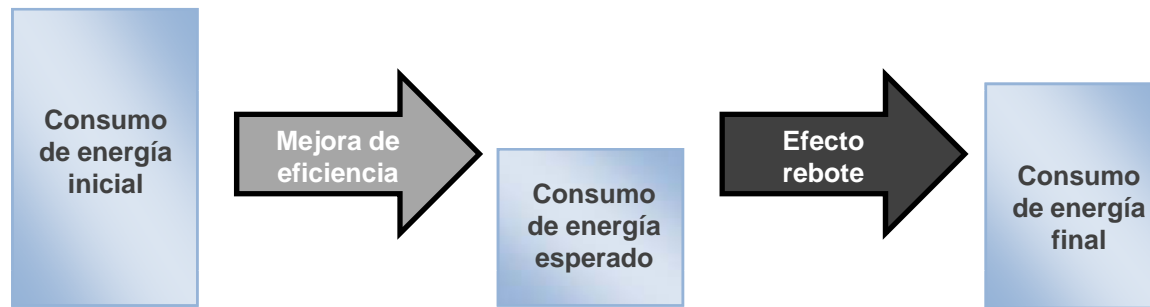 Consumo
de energía
inicial
Mejora de
eficiencia
Consumo
de energía
esperado
Efecto
rebote
Consumo
de energía
final